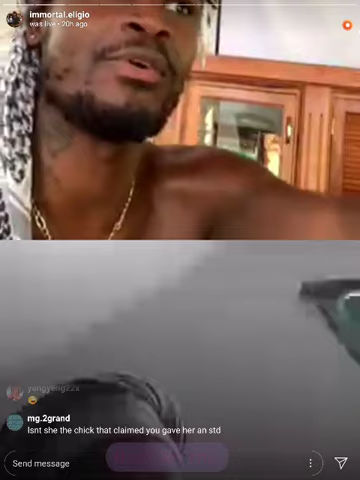 immortal.eligio
was live • 20h ago
yungyung22x
mg.2grand
Isnt she the chick that claimed you gave her an std
Send message